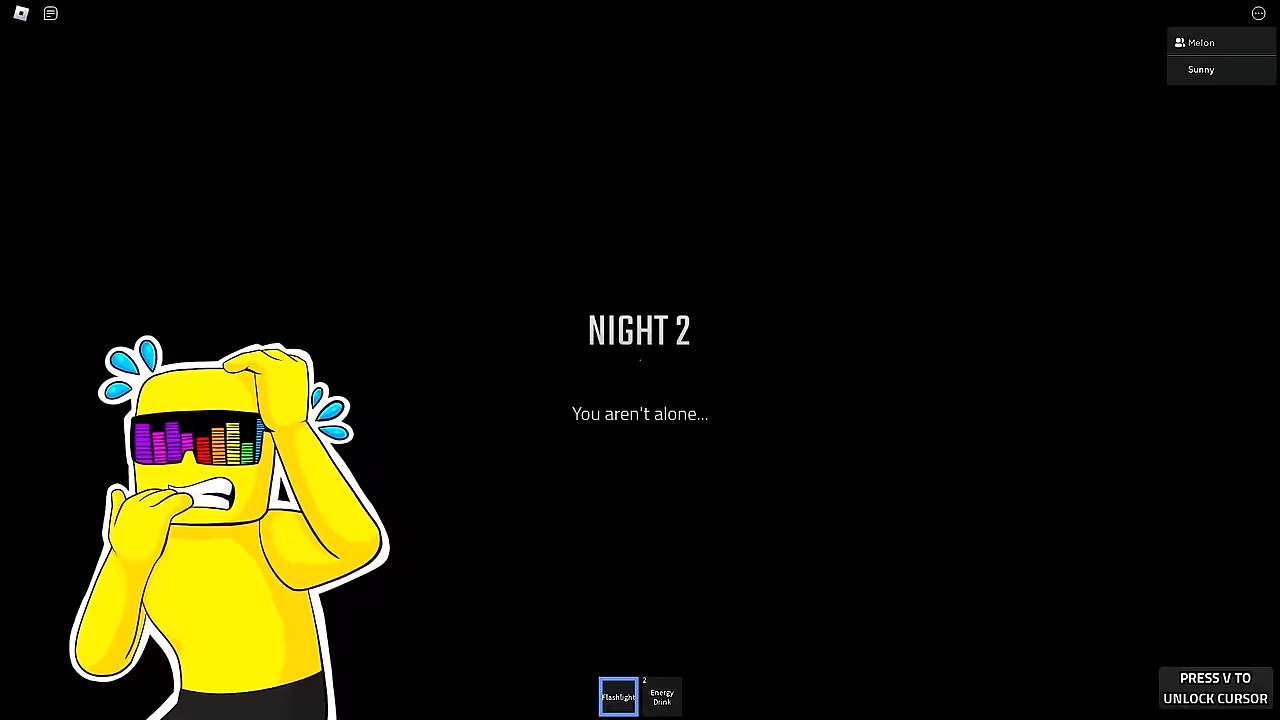 Melon
Sunny
NIGHT 2
You aren't alone...
Flashlight
2
Energy
Drink
PRESS V TO
UNLOCK CURSOR